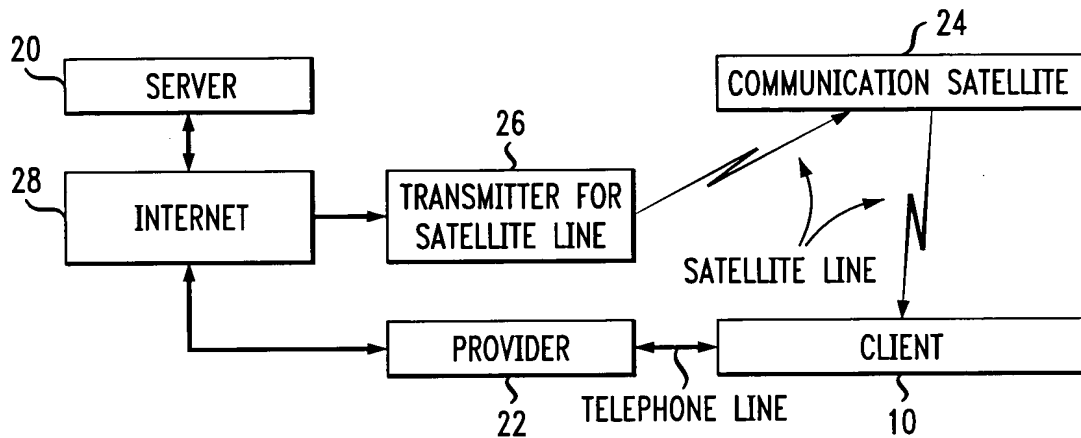 20
SERVER
24
COMMUNICATION SATELLITE
28
INTERNET
26
TRANSMITTER FOR
SATELLITE LINE
SATELLITE LINE
PROVIDER
22
TELEPHONE LINE
CLIENT
10